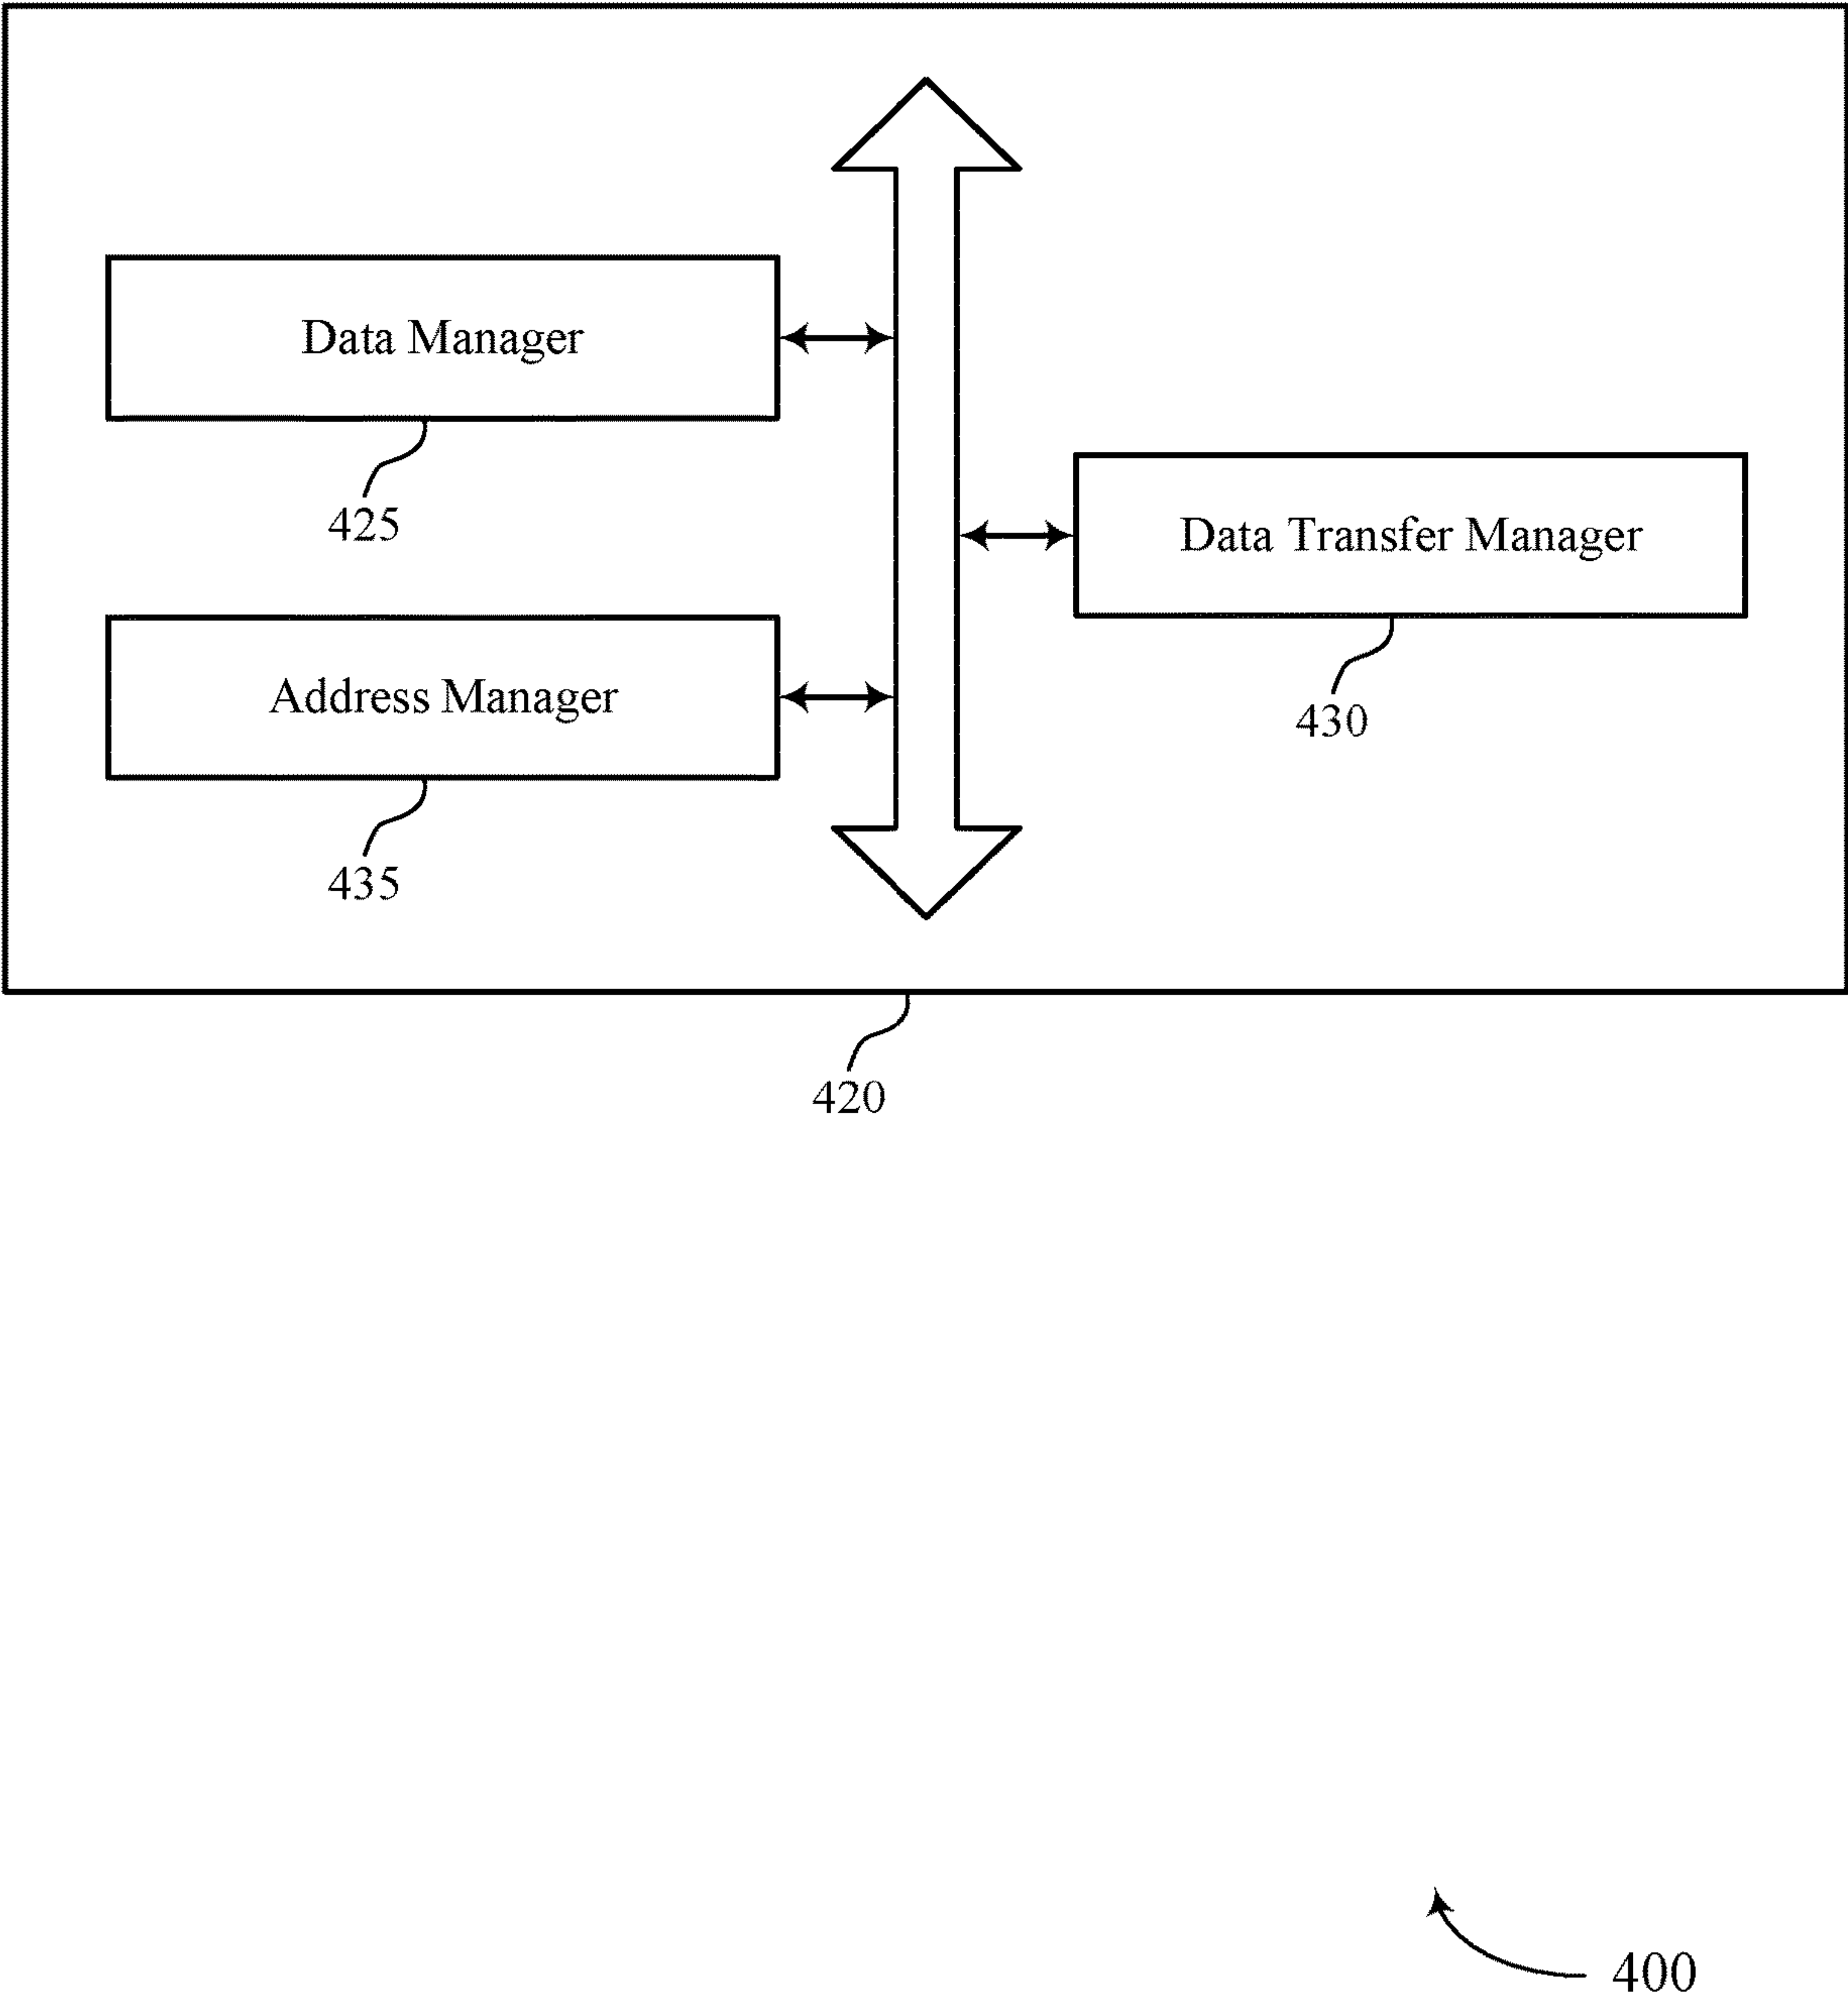 Data Manager
425
Data Transfer Manager
430
Address Manager
435
420
400